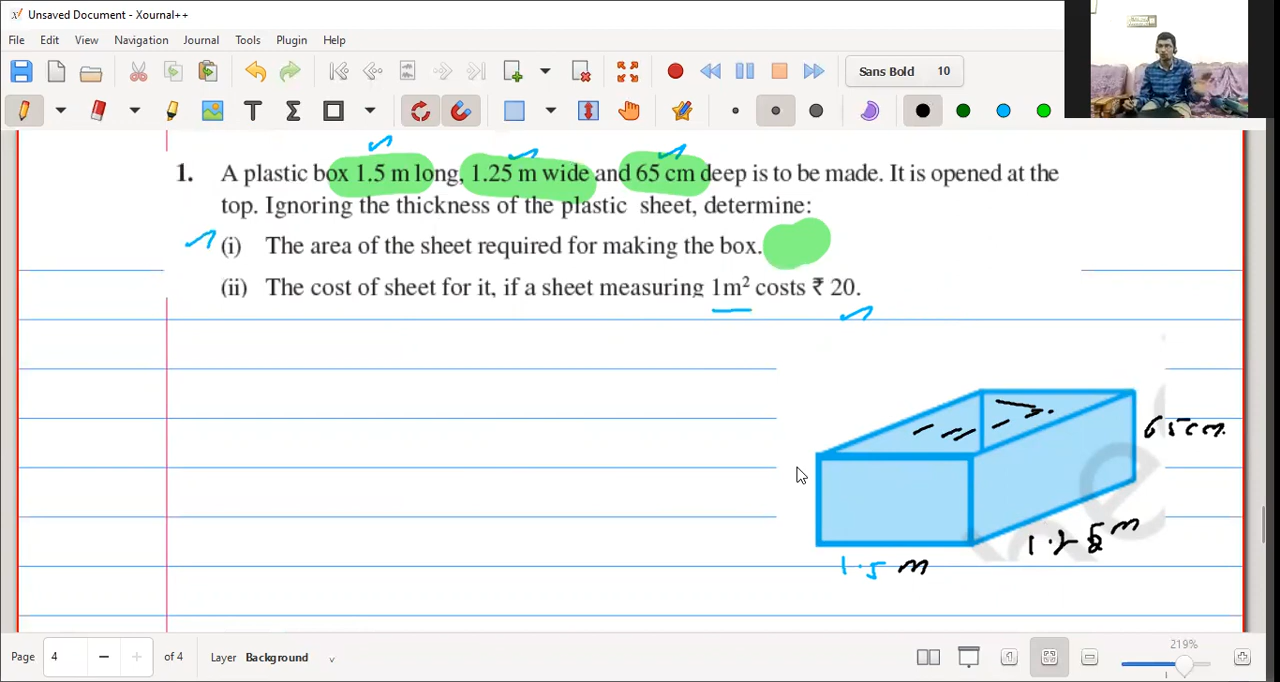 Unsaved Document - Xournal++
File Edit View Navigation Journal Tools Plugin Help
Sans Bold 10
1. A plastic box 1.5 m long, 1.25 m wide and 65 cm deep is to be made. It is opened at the
top. Ignoring the thickness of the plastic sheet, determine:
(i) The area of the sheet required for making the box.
(ii) The cost of sheet for it, if a sheet measuring 1m² costs ₹ 20.
65cm.
1.25m
1.5 m
219%
Page 4 of 4 Layer Background